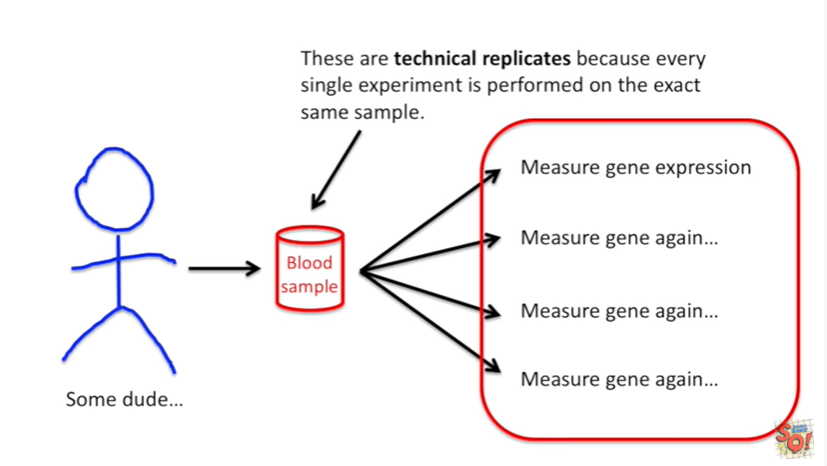 These are technical replicates because every
single experiment is performed on the exact
same sample.
Measure gene expression
Measure gene again...
Blood
sample
Measure gene again...
Measure gene again...
Some dude...
SQ!